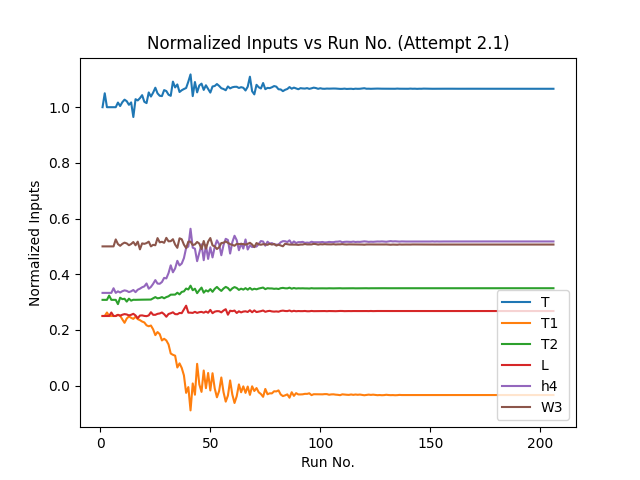 Normalized Inputs vs Run No. (Attempt 2.1)
Normalized Inputs
1.0
0.8
0.6
0.4
0.2
0.0
T
T1
T2
L
h4
W3
0
50
100
150
200
Run No.